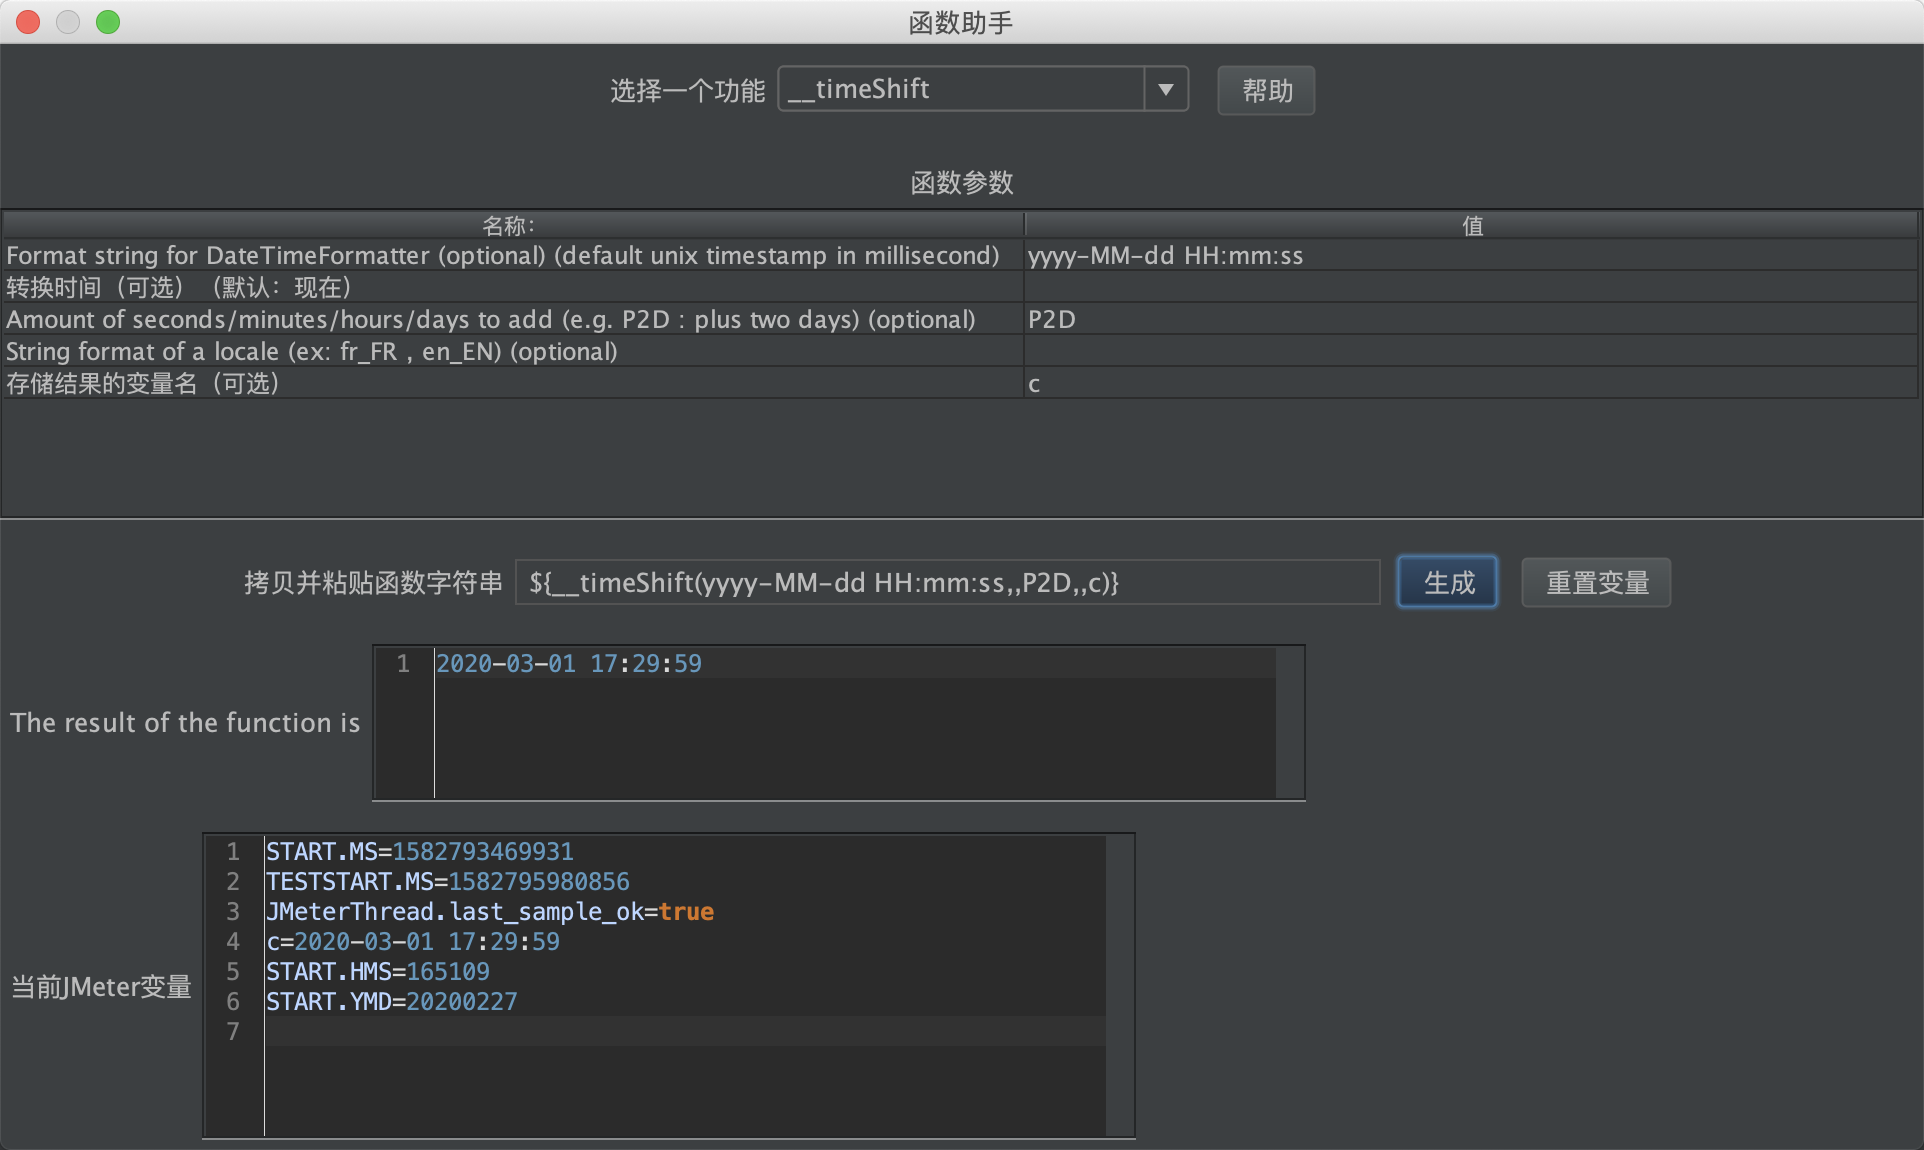 函数助手
选择一个功能 __timeShift 帮助
函数参数
名称: 值
Format string for DateTimeFormatter (optional) (default unix timestamp in millisecond) yyyy-MM-dd HH:mm:ss
转换时间（可选）（默认：现在）
Amount of seconds/minutes/hours/days to add (e.g. P2D : plus two days) (optional) P2D
String format of a locale (ex: fr_FR , en_EN) (optional)
存储结果的变量名（可选） c
拷贝并粘贴函数字符串 ${__timeShift(yyyy-MM-dd HH:mm:ss,,P2D,,c)} 生成 重置变量
1 2020-03-01 17:29:59
The result of the function is
1 START.MS=1582793469931
2 TESTSTART.MS=1582795980856
3 JMeterThread.last_sample_ok=true
4 c=2020-03-01 17:29:59
5 START.HMS=165109
当前JMeter变量
6 START.YMD=20200227
7